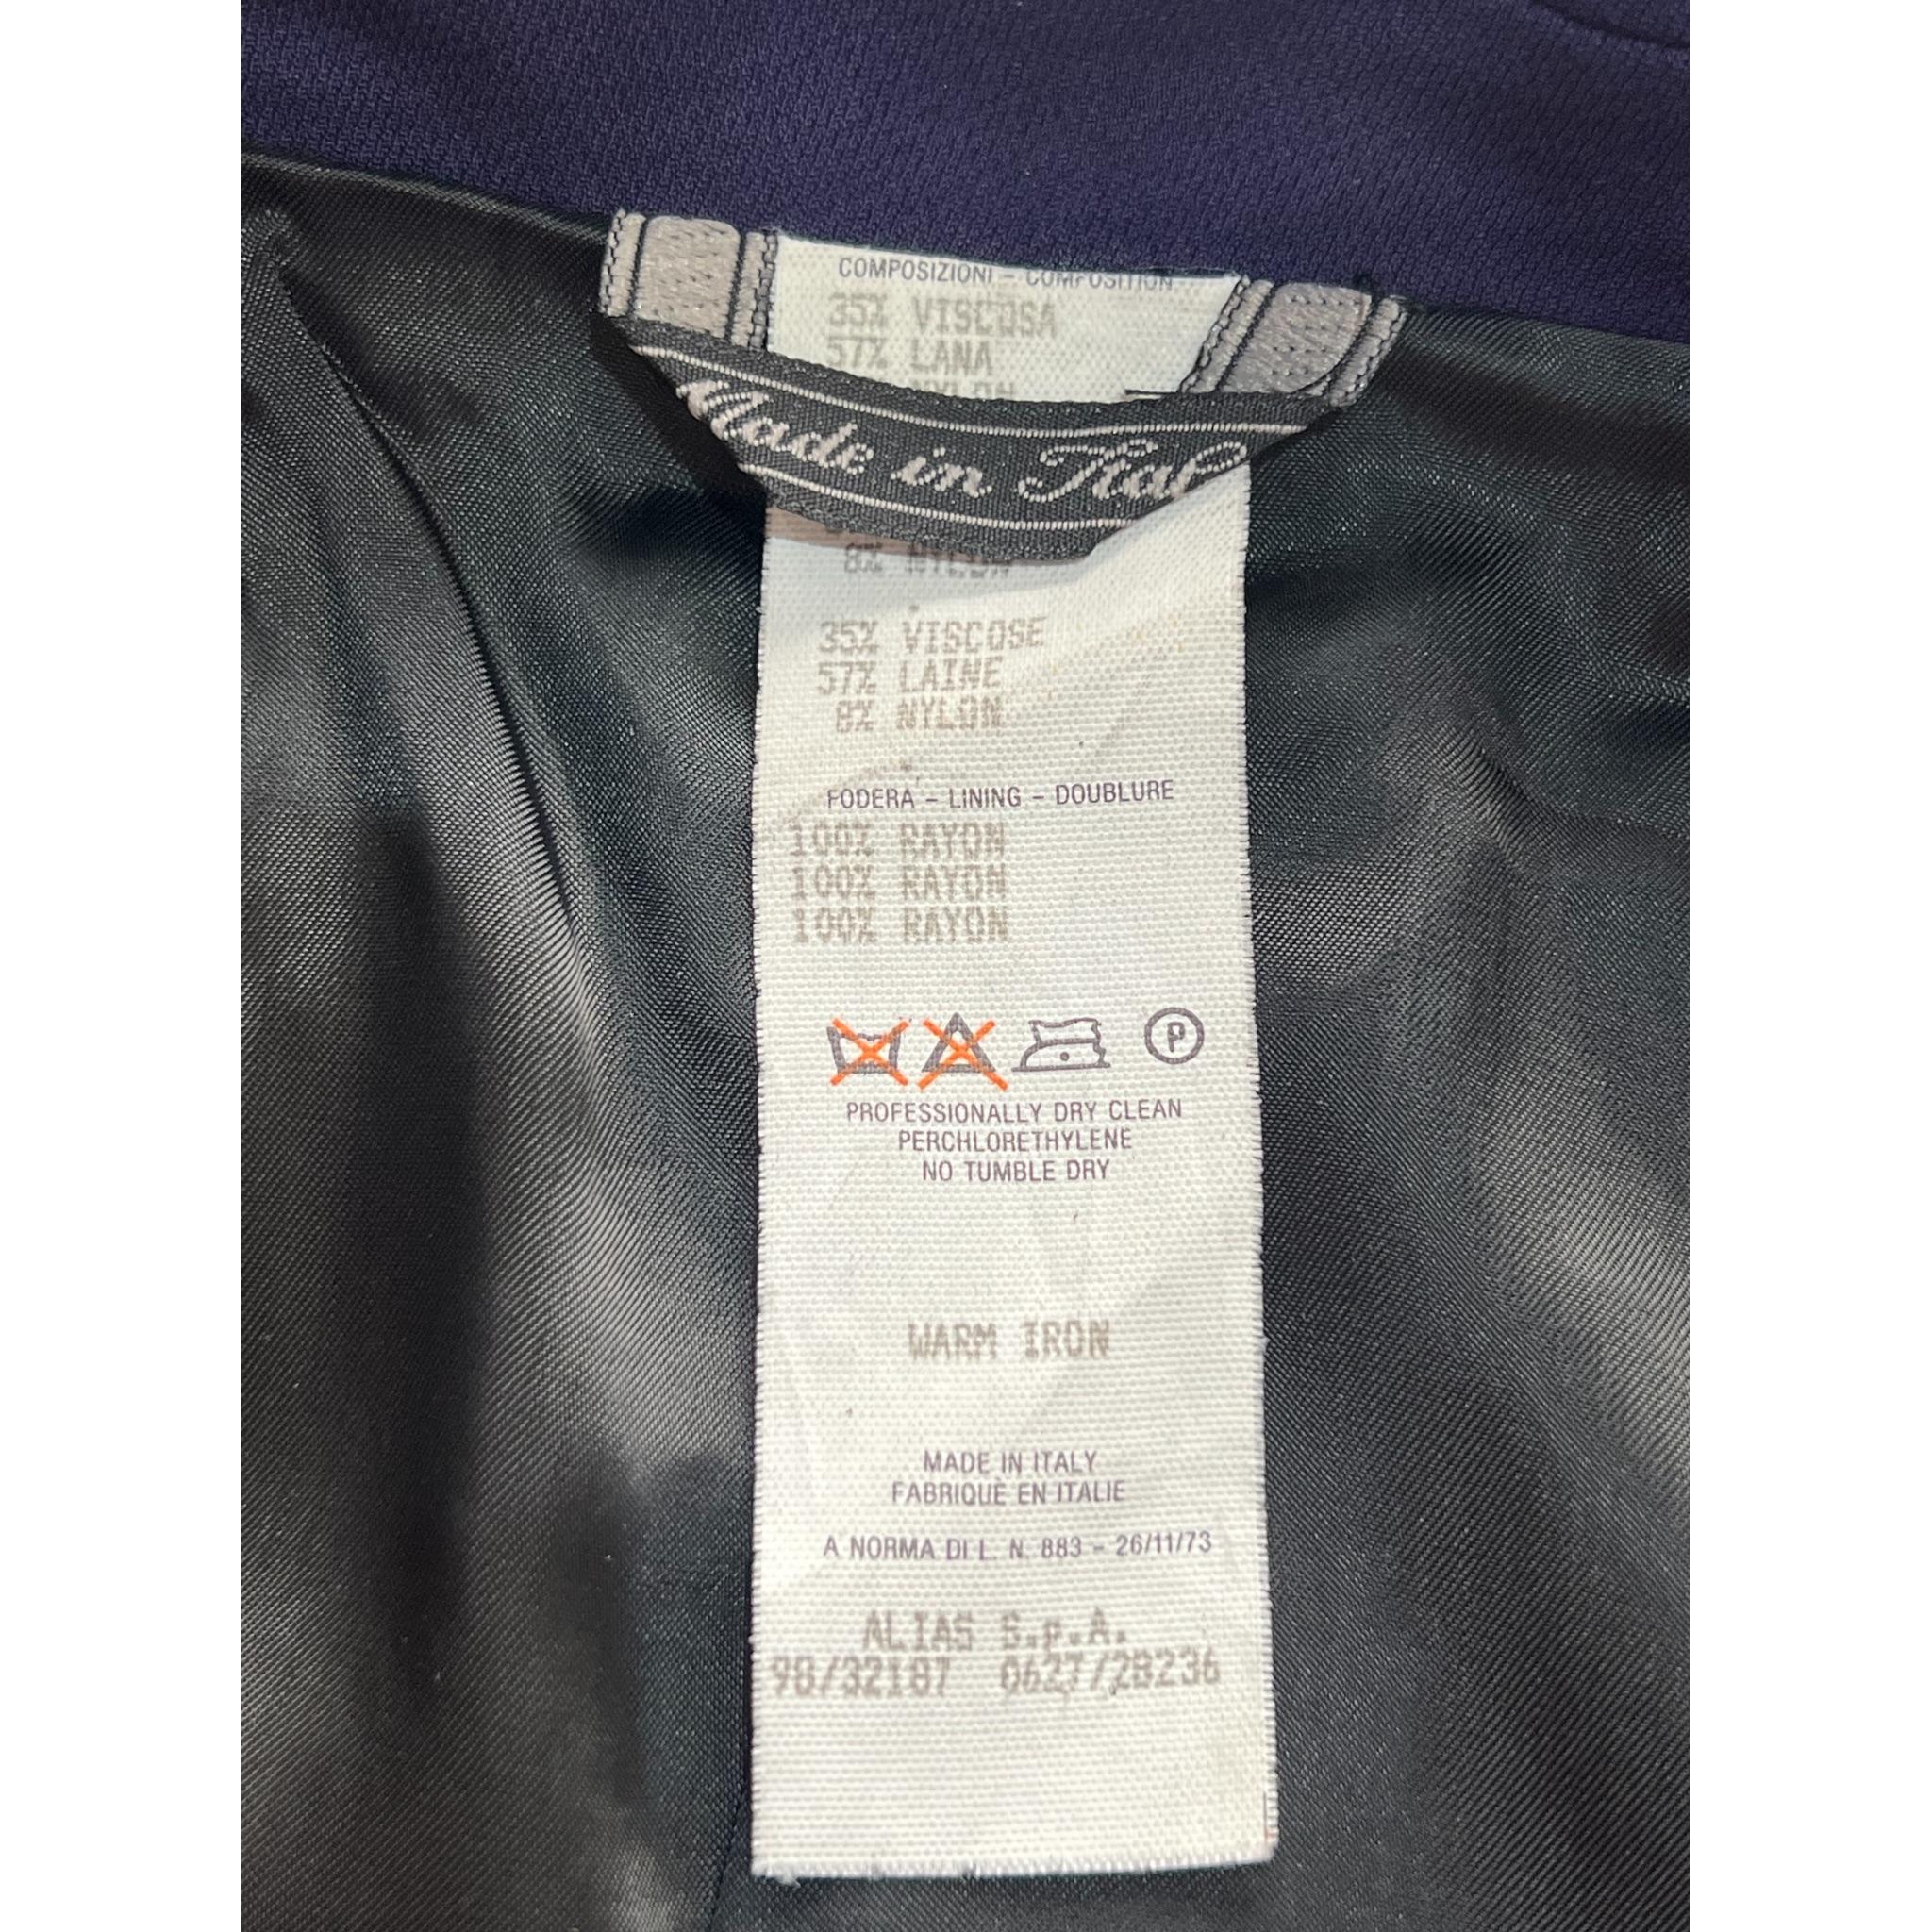 COMPOSIZIONI - COMPOSITION
35% VISCOSA
57% LANA
NYLON
Made in Italy
8% NYLON
35% VISCOSE
57% LAINE
8% NYLON
FODERA - LINING - DOUBLURE
100% RAYON
100% RAYON
100% RAYON
P
PROFESSIONALLY DRY CLEAN
PERCHLORETHYLENE
NO TUMBLE DRY
WARM IRON
MADE IN ITALY
FABRIQUÈ EN ITALIE
A NORMA DI L. N. 883 - 26/11/73
ALIAS S.p.A.
98/32187 0627/28236